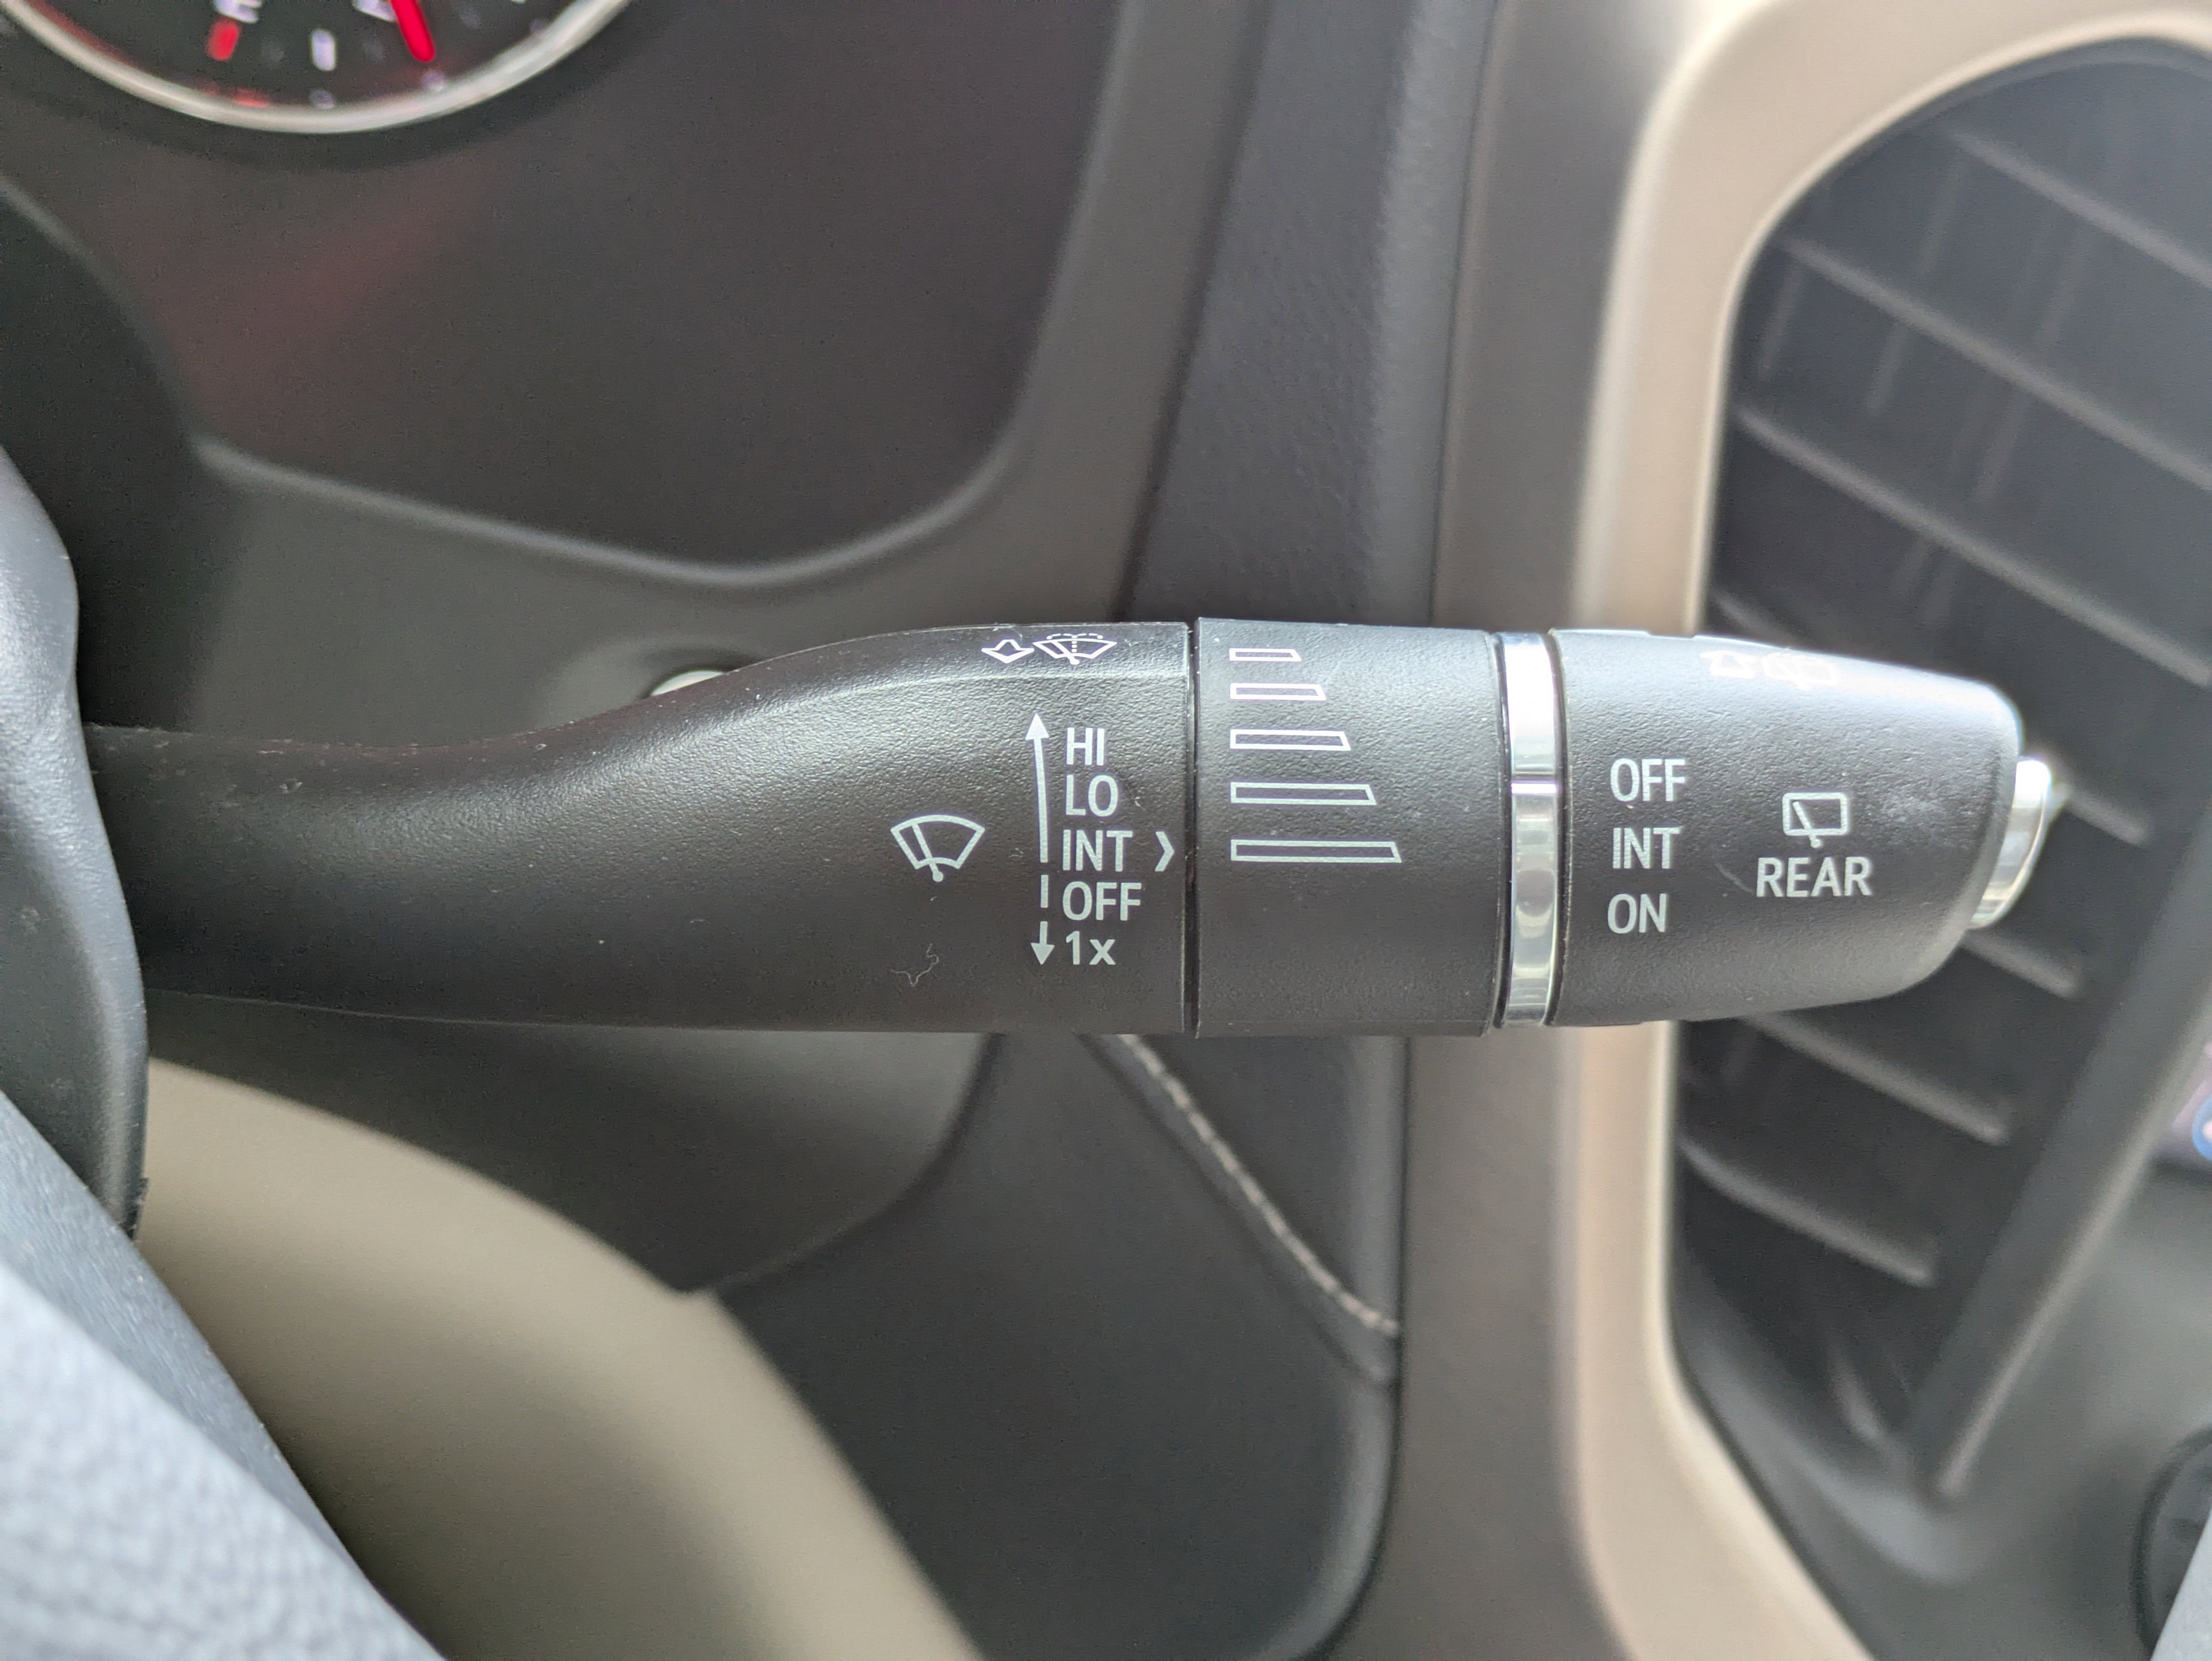 HI
LO
INT
OFF
1x
OFF
INT
ON
REAR